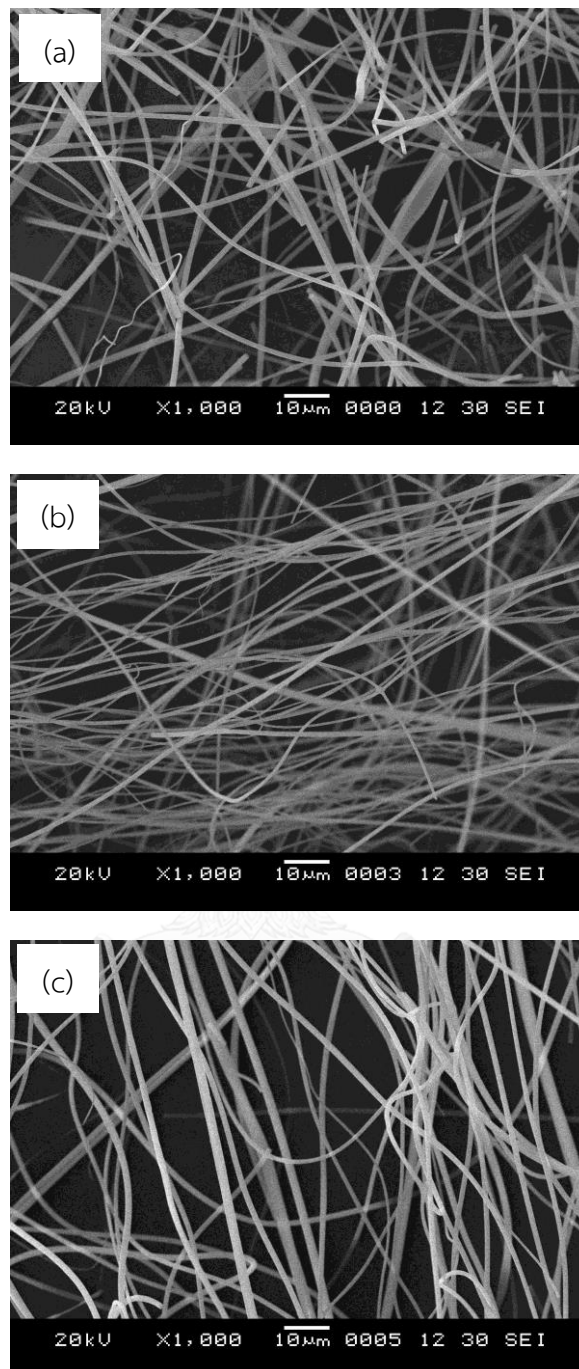 (a)
20kV X1,000 10µm 0000 12 30 SEI
(b)
20kV X1,000 10µm 0003 12 30 SEI
(c)
20kV X1,000 10µm 0005 12 30 SEI